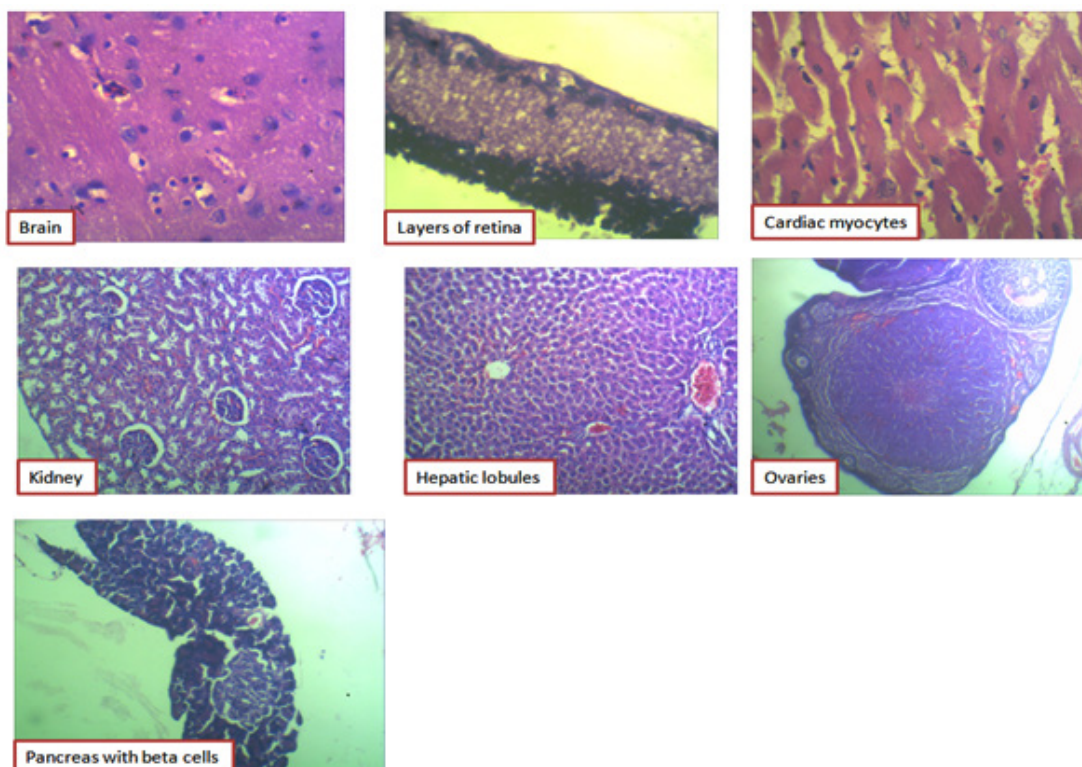 Brain
Layers of retina
Cardiac myocytes
Kidney
Hepatic lobules
Ovaries
Pancreas with beta cells